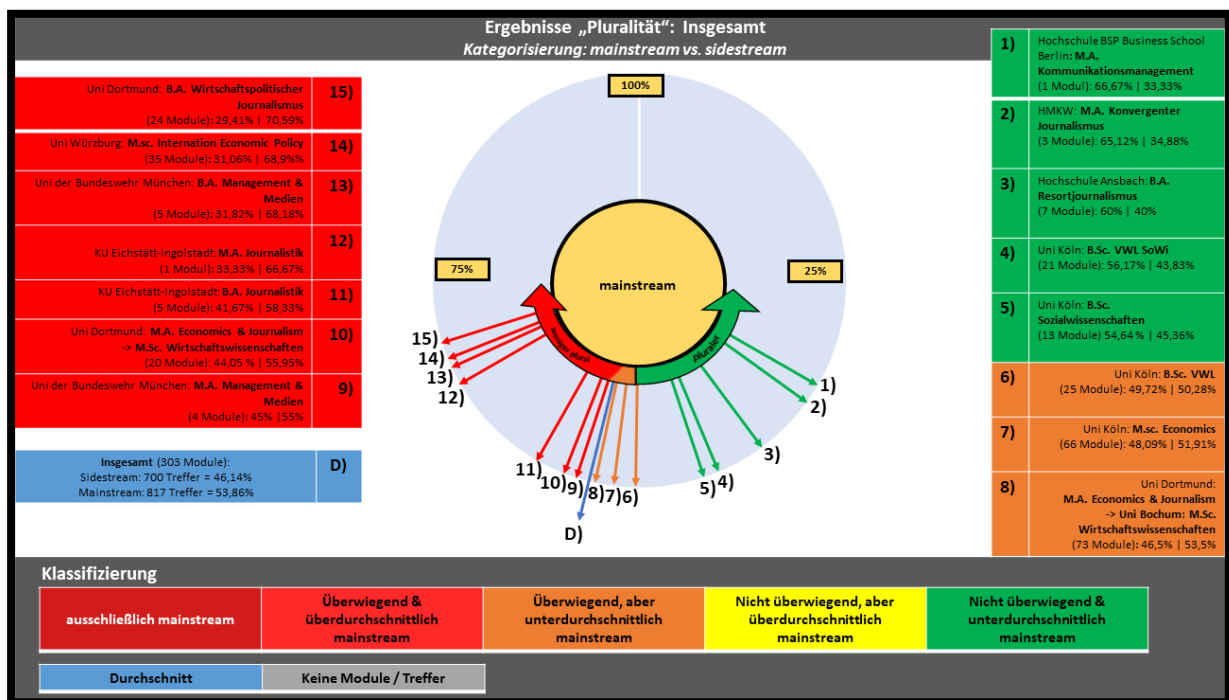 Ergebnisse „Pluralität“: Insgesamt
Kategorisierung: mainstream vs. sidestream
Uni Dortmund: B.A. Wirtschaftspolitischer
Journalismus
(24 Module): 29,41% | 70,59%
15)
Uni Würzburg: M.sc. Internation Economic Policy
(35 Module): 31,06% | 68,9%%
14)
Uni der Bundeswehr München: B.A. Management &
Medien
(5 Module): 31,82% | 68,18%
13)
KU Eichstätt-Ingolstadt: M.A. Journalistik
(1 Modul): 33,33% | 66,67%
12)
KU Eichstätt-Ingolstadt: B.A. Journalistik
(5 Module): 41,67% | 58,33%
11)
Uni Dortmund: M.A. Economics & Journalism
-> M.Sc. Wirtschaftswissenschaften
(20 Module): 44,05 % | 55,95%
10)
Uni der Bundeswehr München: M.A. Management &
Medien
(4 Module): 45% |55%
9)
Insgesamt (303 Module):
Sidestream: 700 Treffer = 46,14%
Mainstream: 817 Treffer = 53,86%
D)
100%
75%
25%
mainstream
weniger plural
pluraler
15)
14)
13)
12)
11)
10)
9)
8)
7)
6)
5)
4)
3)
2)
1)
D)
1)
Hochschule BSP Business School
Berlin: M.A.
Kommunikationsmanagement
(1 Modul): 66,67% | 33,33%
2)
HMKW: M.A. Konvergenter
Journalismus
(3 Module): 65,12% | 34,88%
3)
Hochschule Ansbach: B.A.
Resortjournalismus
(7 Module): 60% | 40%
4)
Uni Köln: B.Sc. VWL SoWi
(21 Module): 56,17% | 43,83%
5)
Uni Köln: B.Sc.
Sozialwissenschaften
(13 Module) 54,64% | 45,36%
6)
Uni Köln: B.Sc. VWL
(25 Module): 49,72% | 50,28%
7)
Uni Köln: M.sc. Economics
(66 Module): 48,09% | 51,91%
8)
Uni Dortmund:
M.A. Economics & Journalism
-> Uni Bochum: M.Sc.
Wirtschaftswissenschaften
(73 Module): 46,5% | 53,5%
Klassifizierung
ausschließlich mainstream
Überwiegend &
überdurchschnittlich
mainstream
Überwiegend, aber
unterdurchschnittlich
mainstream
Nicht überwiegend, aber
überdurchschnittlich
mainstream
Nicht überwiegend &
unterdurchschnittlich
mainstream
Durchschnitt
Keine Module / Treffer